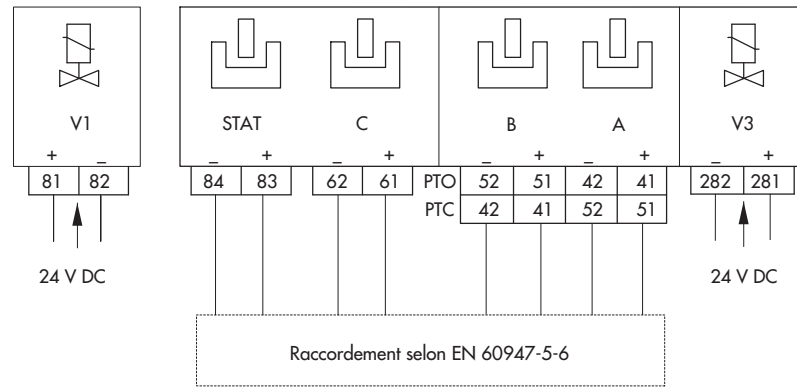 V1 STAT C B A V3
+ – – + – + – + – + – +
81 82 84 83 62 61 PTO 52 51 42 41 282 281
PTC 42 41 52 51
24 V DC 24 V DC
Raccordement selon EN 60947-5-6